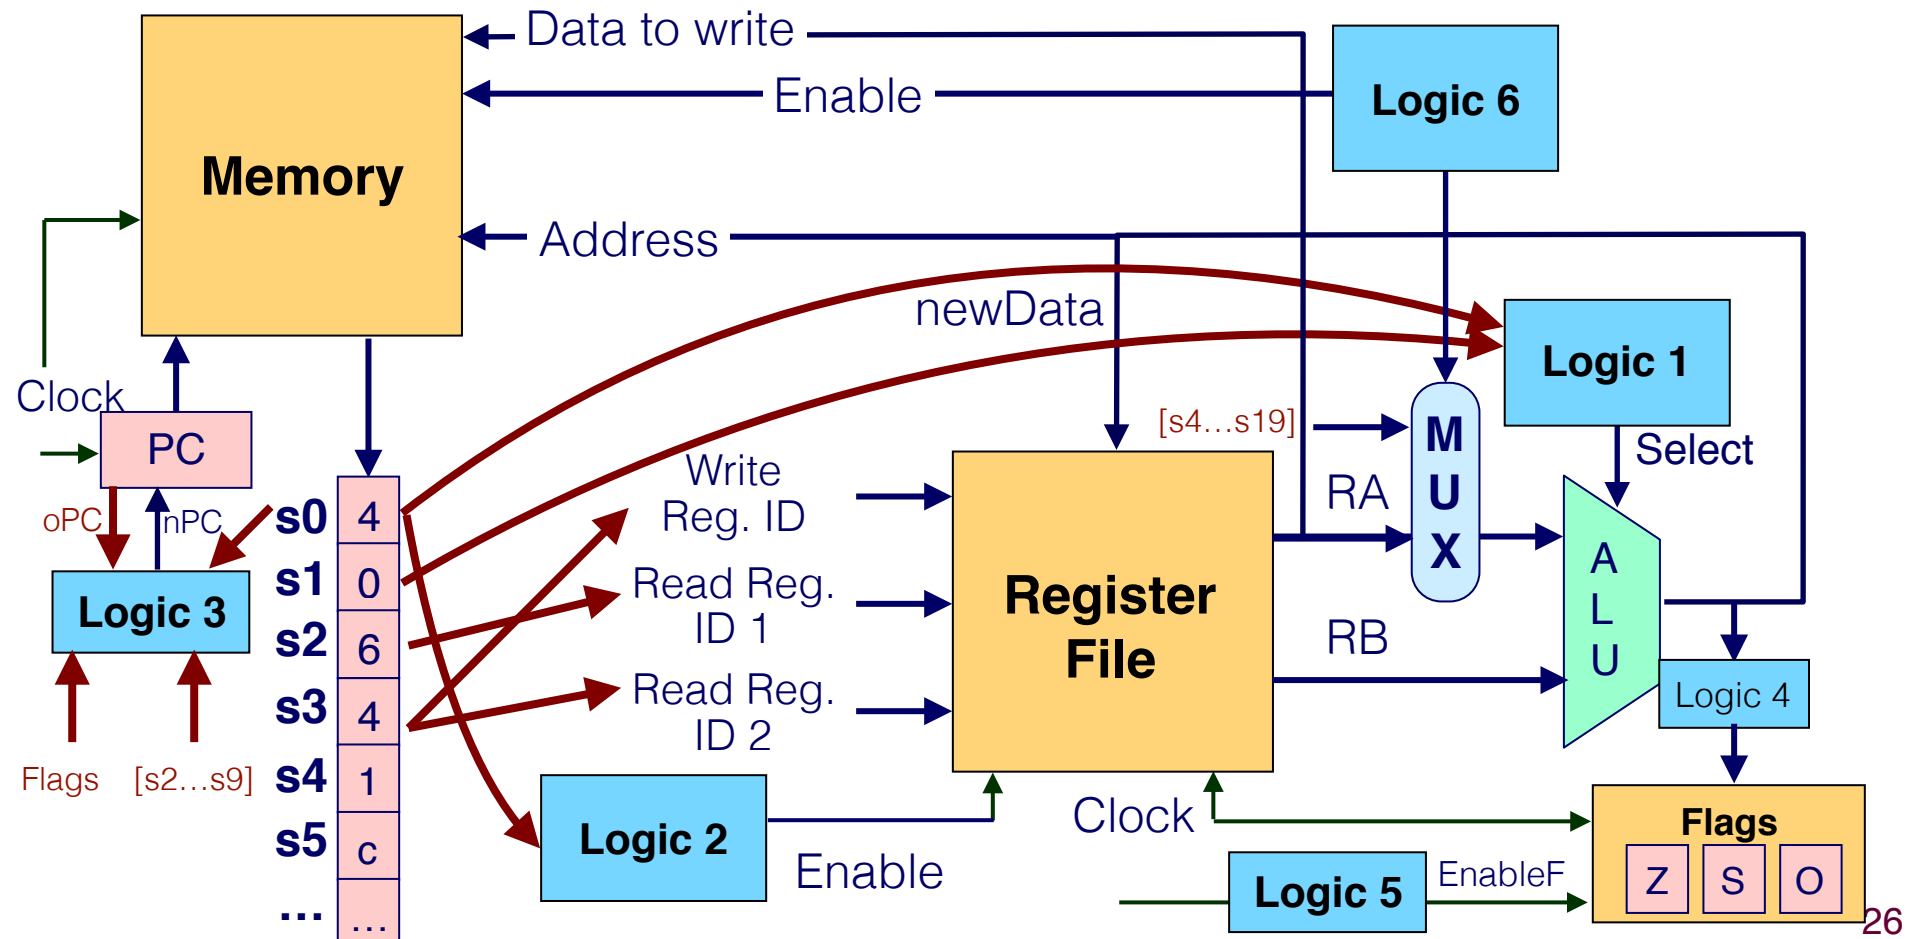 Data to write
Enable
Logic 6
Memory
Address
newData
Logic 1
Clock
[s4...s19]
M
U
X
Select
PC
Write
Reg. ID
RA
oPC
nPC
s0 4
s1 0
Read Reg.
ID 1
Register
File
A
L
U
Logic 3
s2 6
RB
s3 4
Read Reg.
ID 2
Logic 4
Flags
[s2...s9]
s4 1
s5 c
... ...
Logic 2
Enable
Clock
Flags
Logic 5
EnableF
Z S O
26